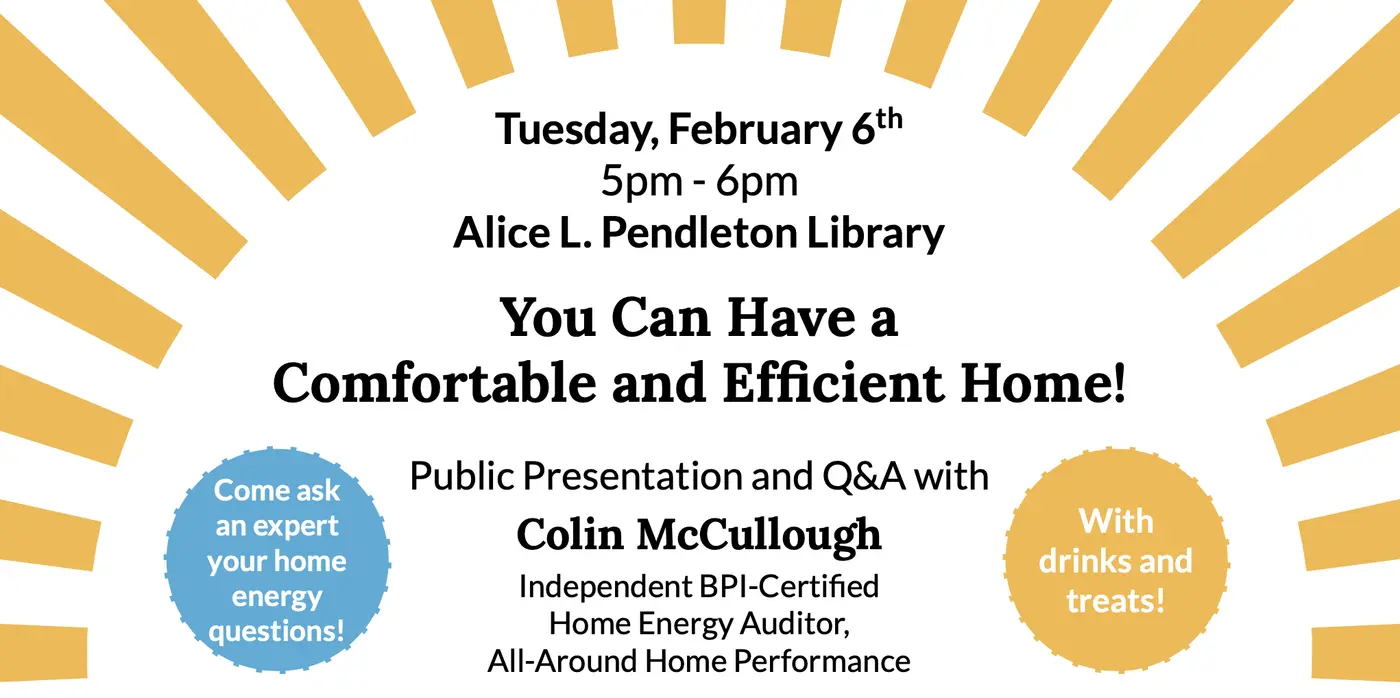 Tuesday, February 6th
5pm - 6pm
Alice L. Pendleton Library
You Can Have a
Comfortable and Efficient Home!
Public Presentation and Q&A with
Colin McCullough
Independent BPI-Certified
Home Energy Auditor,
All-Around Home Performance
Come ask
an expert
your home
energy
questions!
With
drinks and
treats!